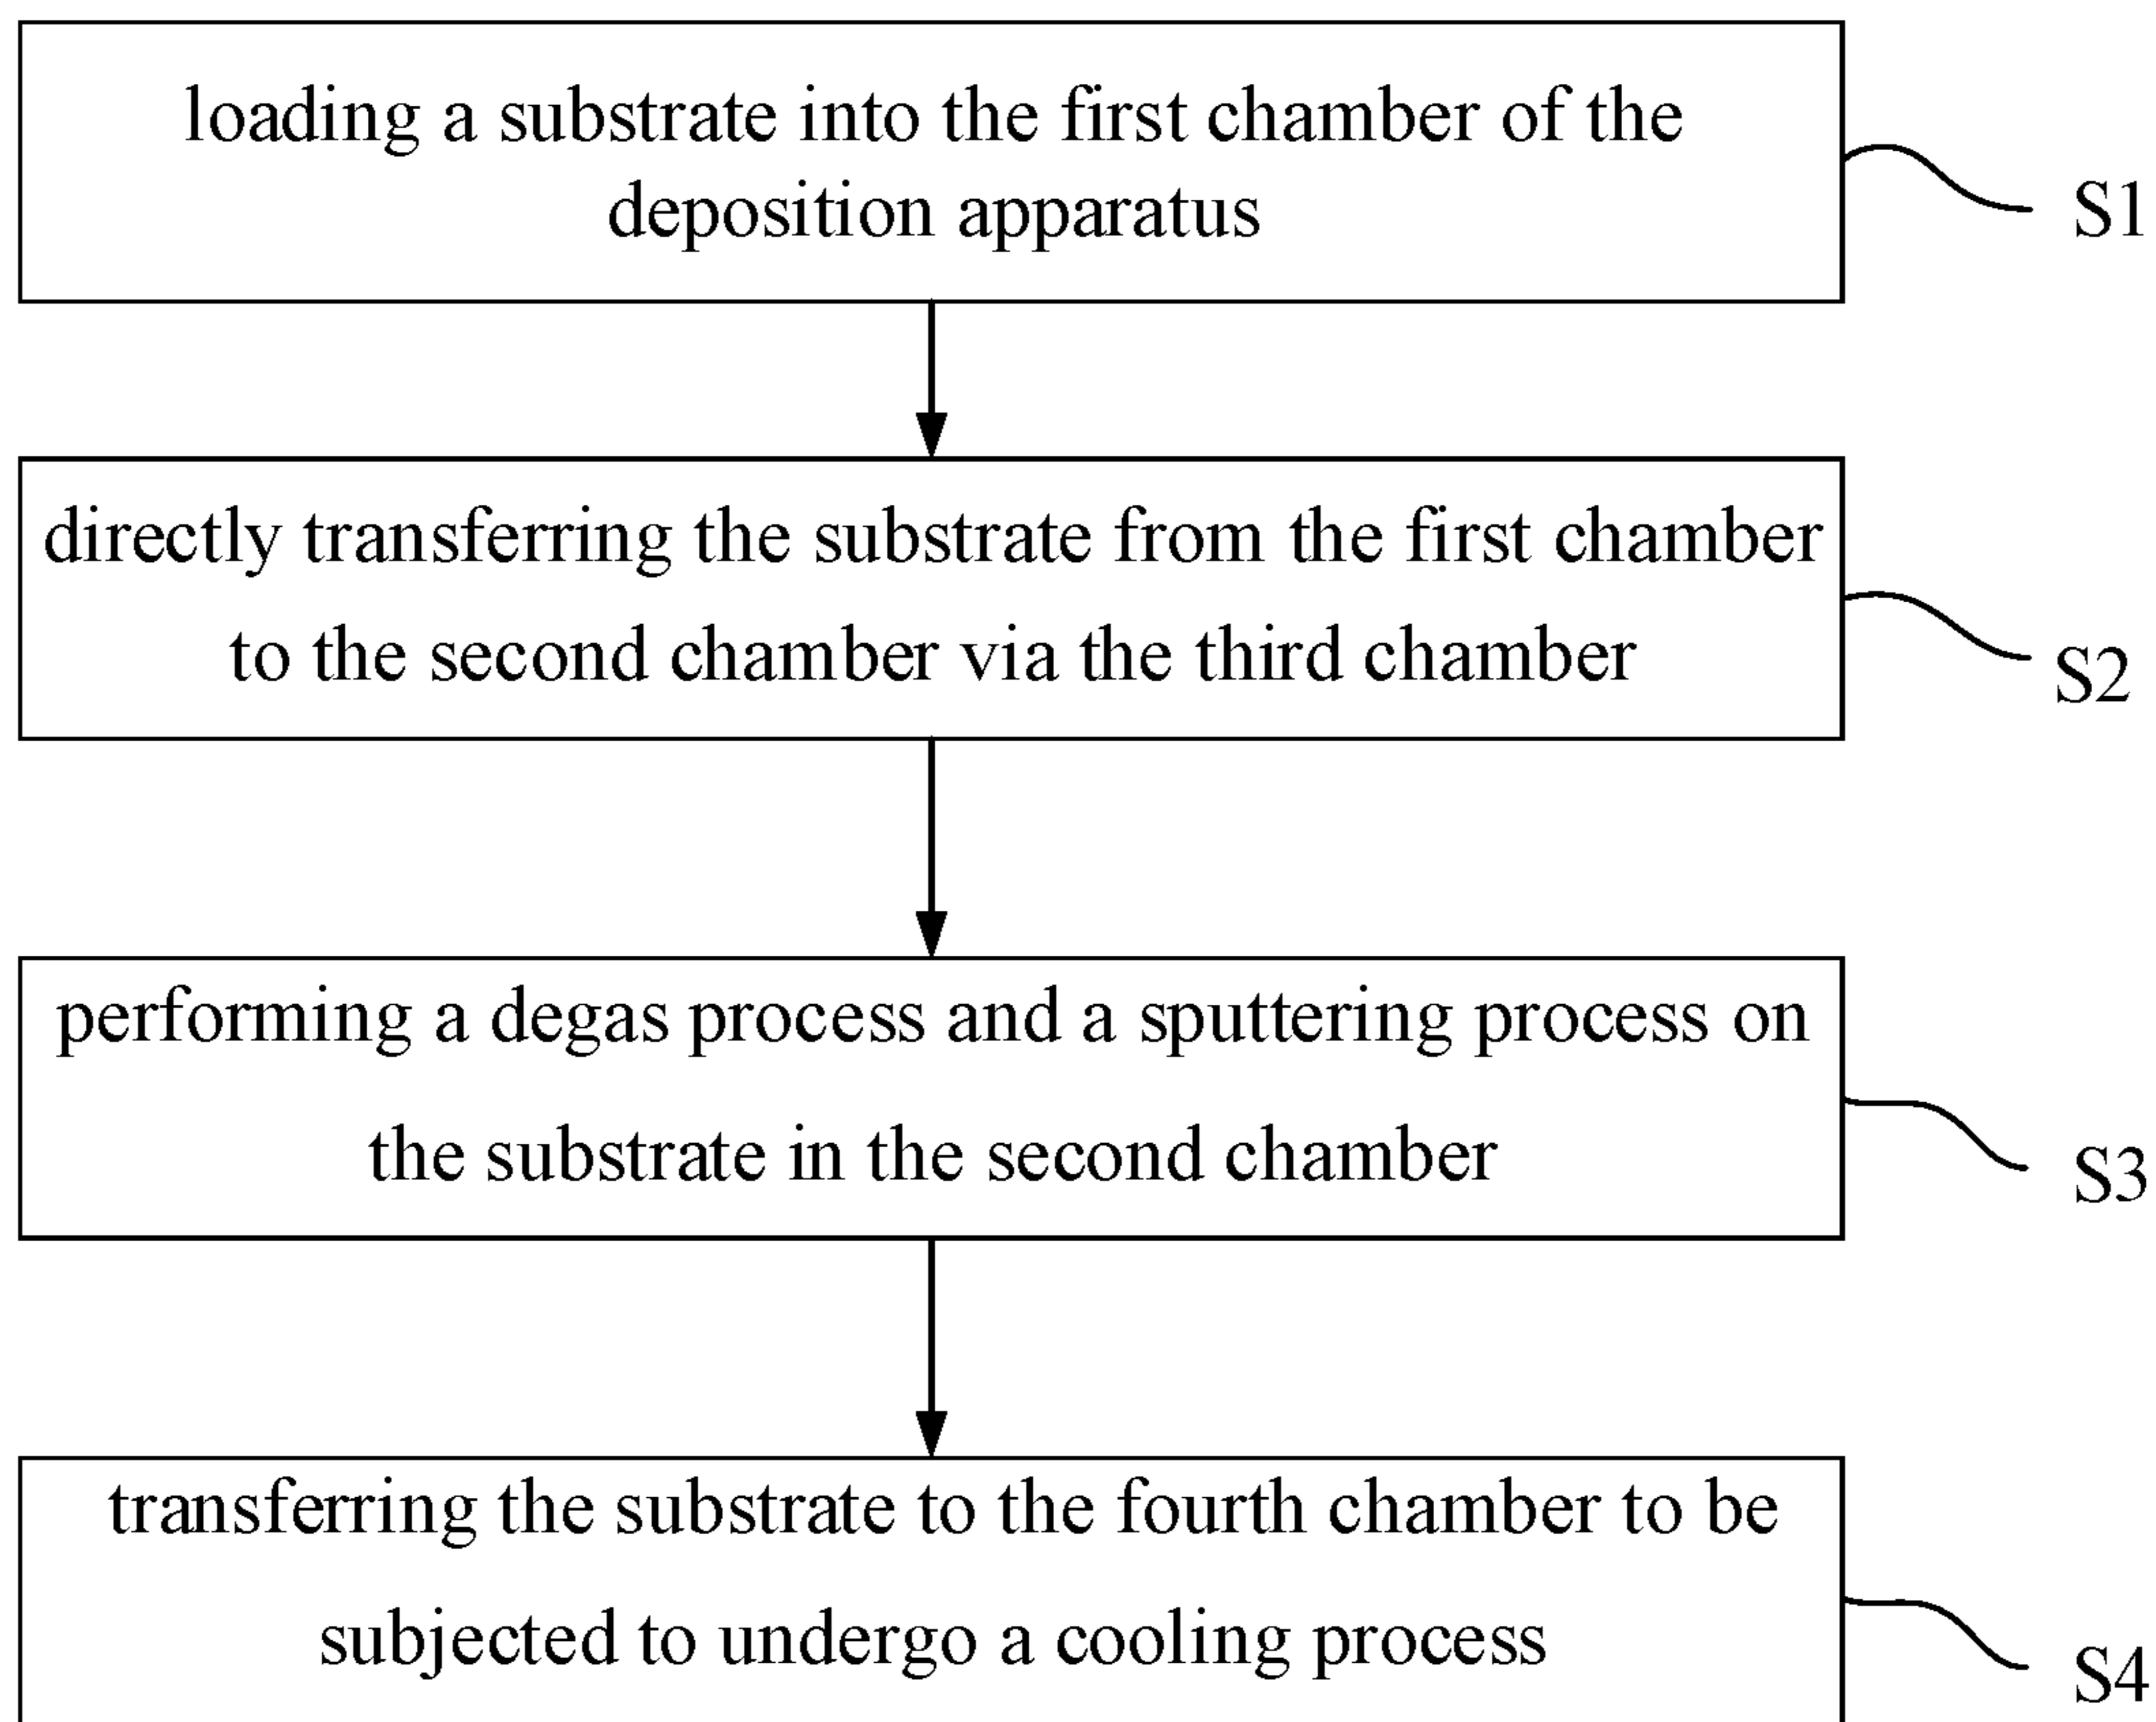 loading a substrate into the first chamber of the
deposition apparatus
S1
directly transferring the substrate from the first chamber
to the second chamber via the third chamber
S2
performing a degas process and a sputtering process on
the substrate in the second chamber
S3
transferring the substrate to the fourth chamber to be
subjected to undergo a cooling process
S4